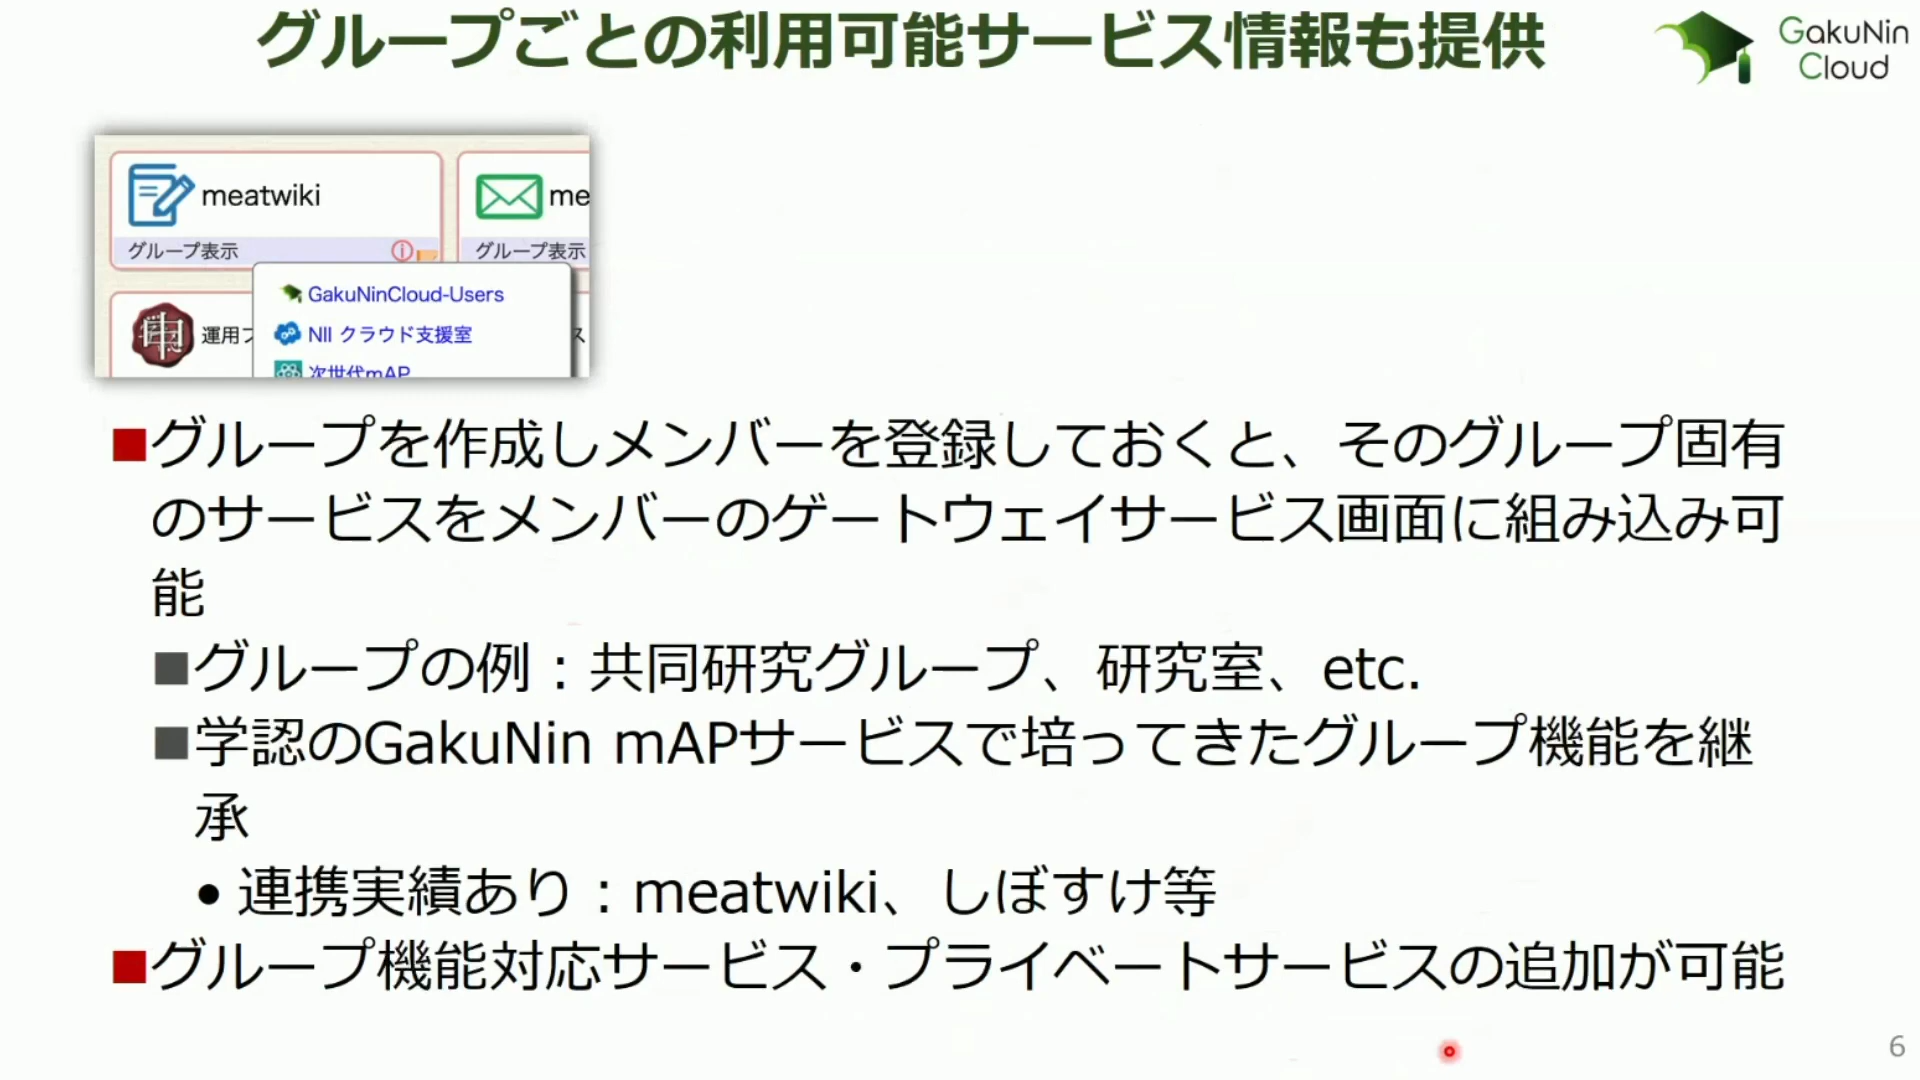 グループごとの利用可能サービス情報も提供
GakuNin
Cloud
meatwiki
me
グループ表示
グループ表示
GakuNinCloud-Users
運用フ
NII クラウド支援室
ス
次世代mAP
■グループを作成しメンバーを登録しておくと、そのグループ固有
のサービスをメンバーのゲートウェイサービス画面に組み込み可
能
■グループの例：共同研究グループ、研究室、etc.
■学認のGakuNin mAPサービスで培ってきたグループ機能を継
承
• 連携実績あり：meatwiki、しぼすけ等
■グループ機能対応サービス・プライベートサービスの追加が可能
6